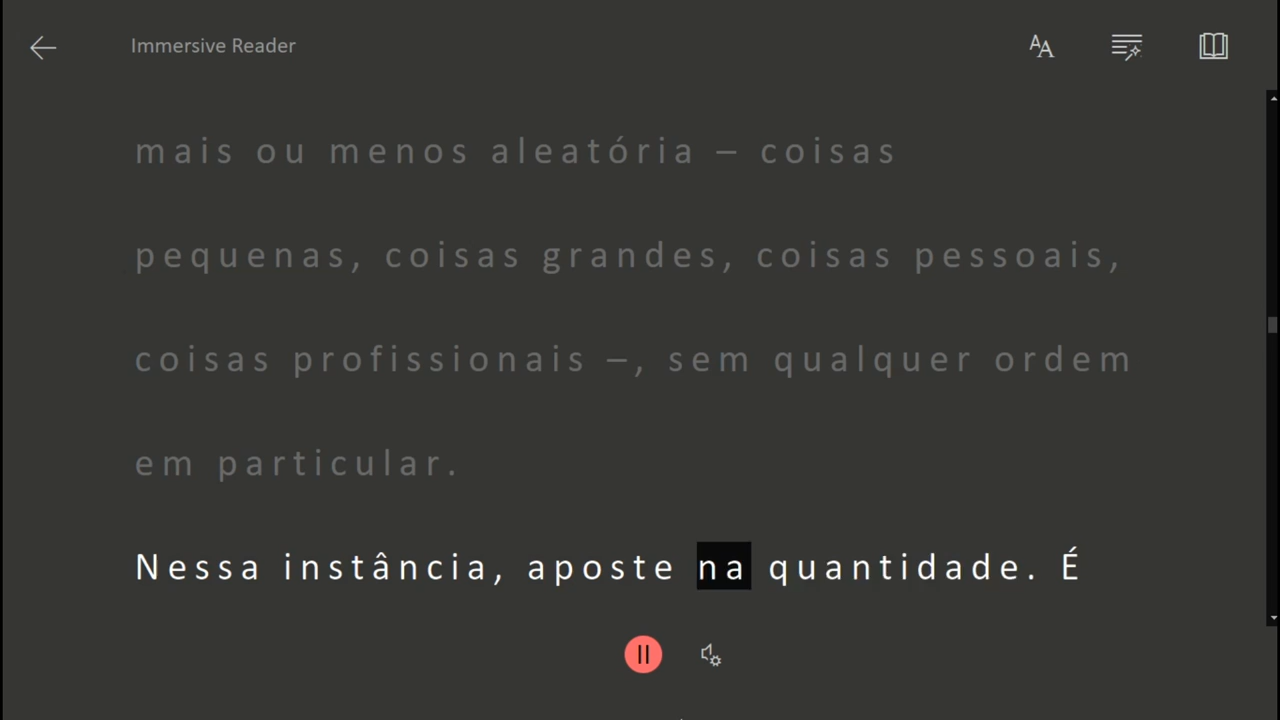 Immersive Reader
mais ou menos aleatória – coisas
pequenas, coisas grandes, coisas pessoais,
coisas profissionais –, sem qualquer ordem
em particular.
Nessa instância, aposte na quantidade. É